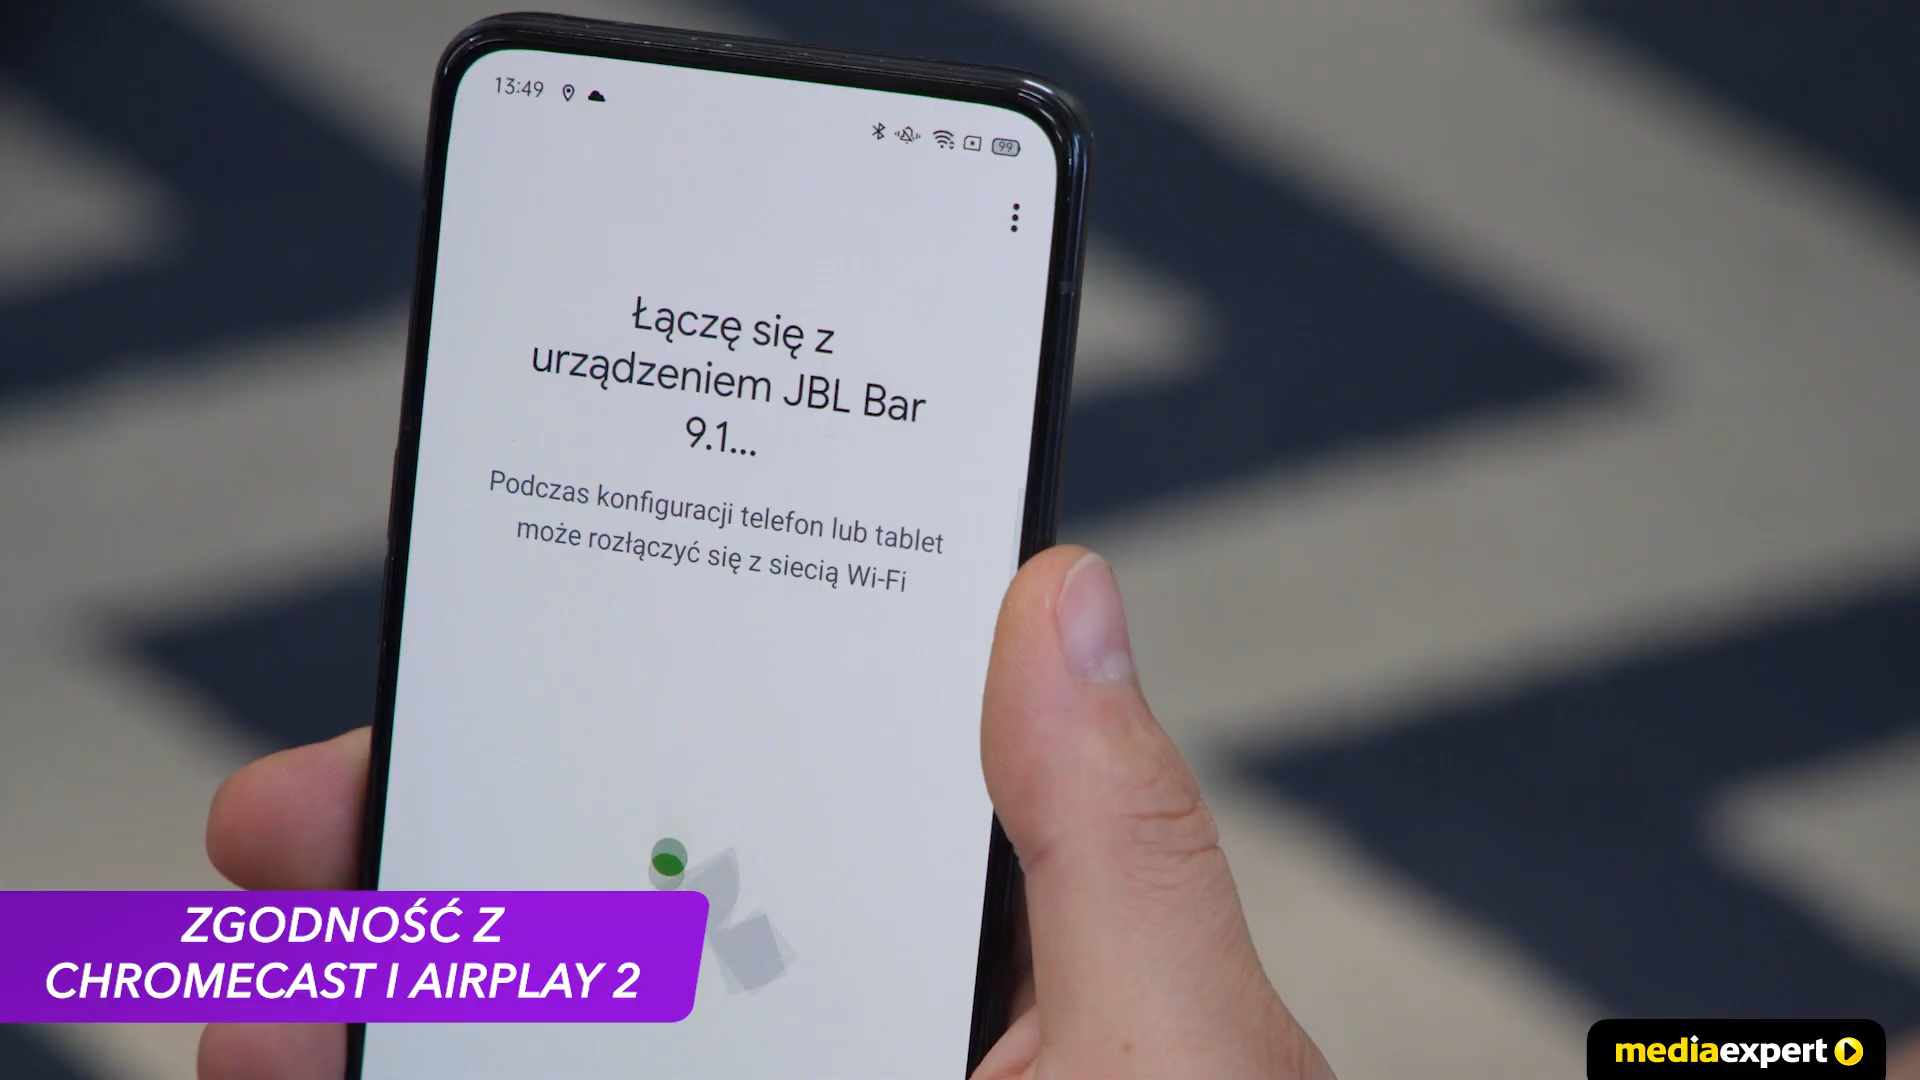 13:49
99
Łączę się z
urządzeniem JBL Bar
9.1...
Podczas konfiguracji telefon lub tablet
może rozłączyć się z siecią Wi-Fi
ZGODNOŚĆ Z
CHROMECAST I AIRPLAY 2
mediaexpert